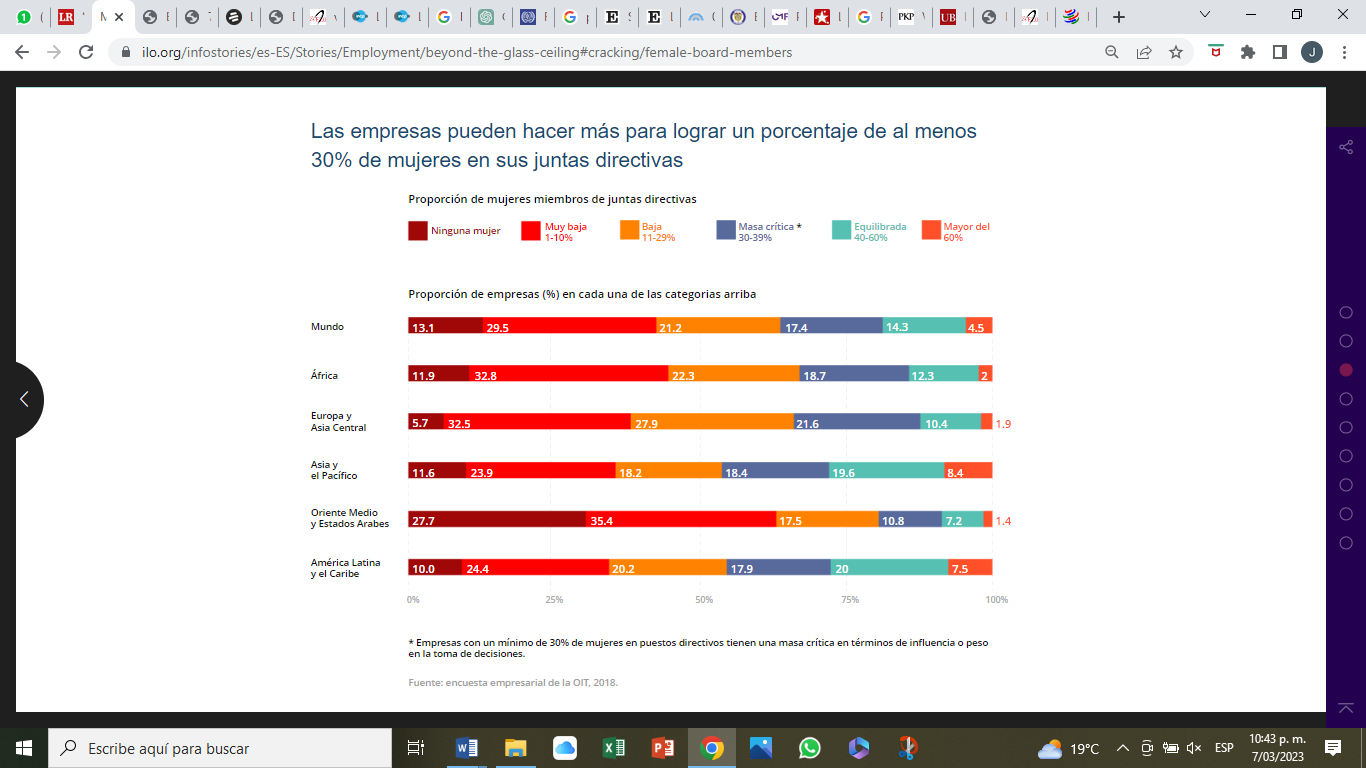 1
LR
ilo.org/infostories/es-ES/Stories/Employment/beyond-the-glass-ceiling#cracking/female-board-members
J
Las empresas pueden hacer más para lograr un porcentaje de al menos
30% de mujeres en sus juntas directivas
Proporción de mujeres miembros de juntas directivas
Ninguna mujer
Muy baja
1-10%
Baja
11-29%
Masa crítica *
30-39%
Equilibrada
40-60%
Mayor del
60%
Proporción de empresas (%) en cada una de las categorias arriba
Mundo 13.1 29.5 21.2 17.4 14.3 4.5
África 11.9 32.8 22.3 18.7 12.3 2
Europa y
Asia Central 5.7 32.5 27.9 21.6 10.4 1.9
Asia y
el Pacífico 11.6 23.9 18.2 18.4 19.6 8.4
Oriente Medio
y Estados Arabes 27.7 35.4 17.5 10.8 7.2 1.4
América Latina
y el Caribe 10.0 24.4 20.2 17.9 20 7.5
0% 25% 50% 75% 100%
* Empresas con un mínimo de 30% de mujeres en puestos directivos tienen una masa crítica en términos de influencia o peso
en la toma de decisiones.
Fuente: encuesta empresarial de la OIT, 2018.
Escribe aquí para buscar
19°C
ESP
10:43 p. m.
7/03/2023